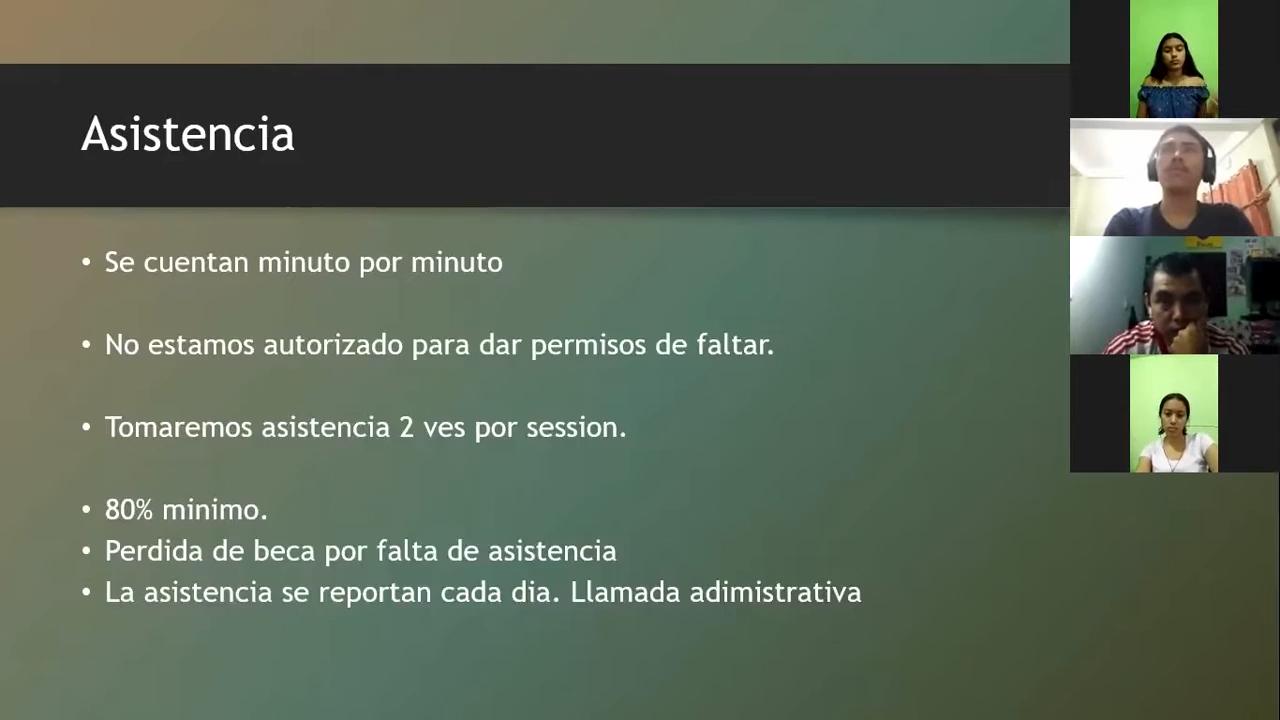 Asistencia
• Se cuentan minuto por minuto
• No estamos autorizado para dar permisos de faltar.
• Tomaremos asistencia 2 ves por session.
• 80% minimo.
• Perdida de beca por falta de asistencia
• La asistencia se reportan cada dia. Llamada adimistrativa